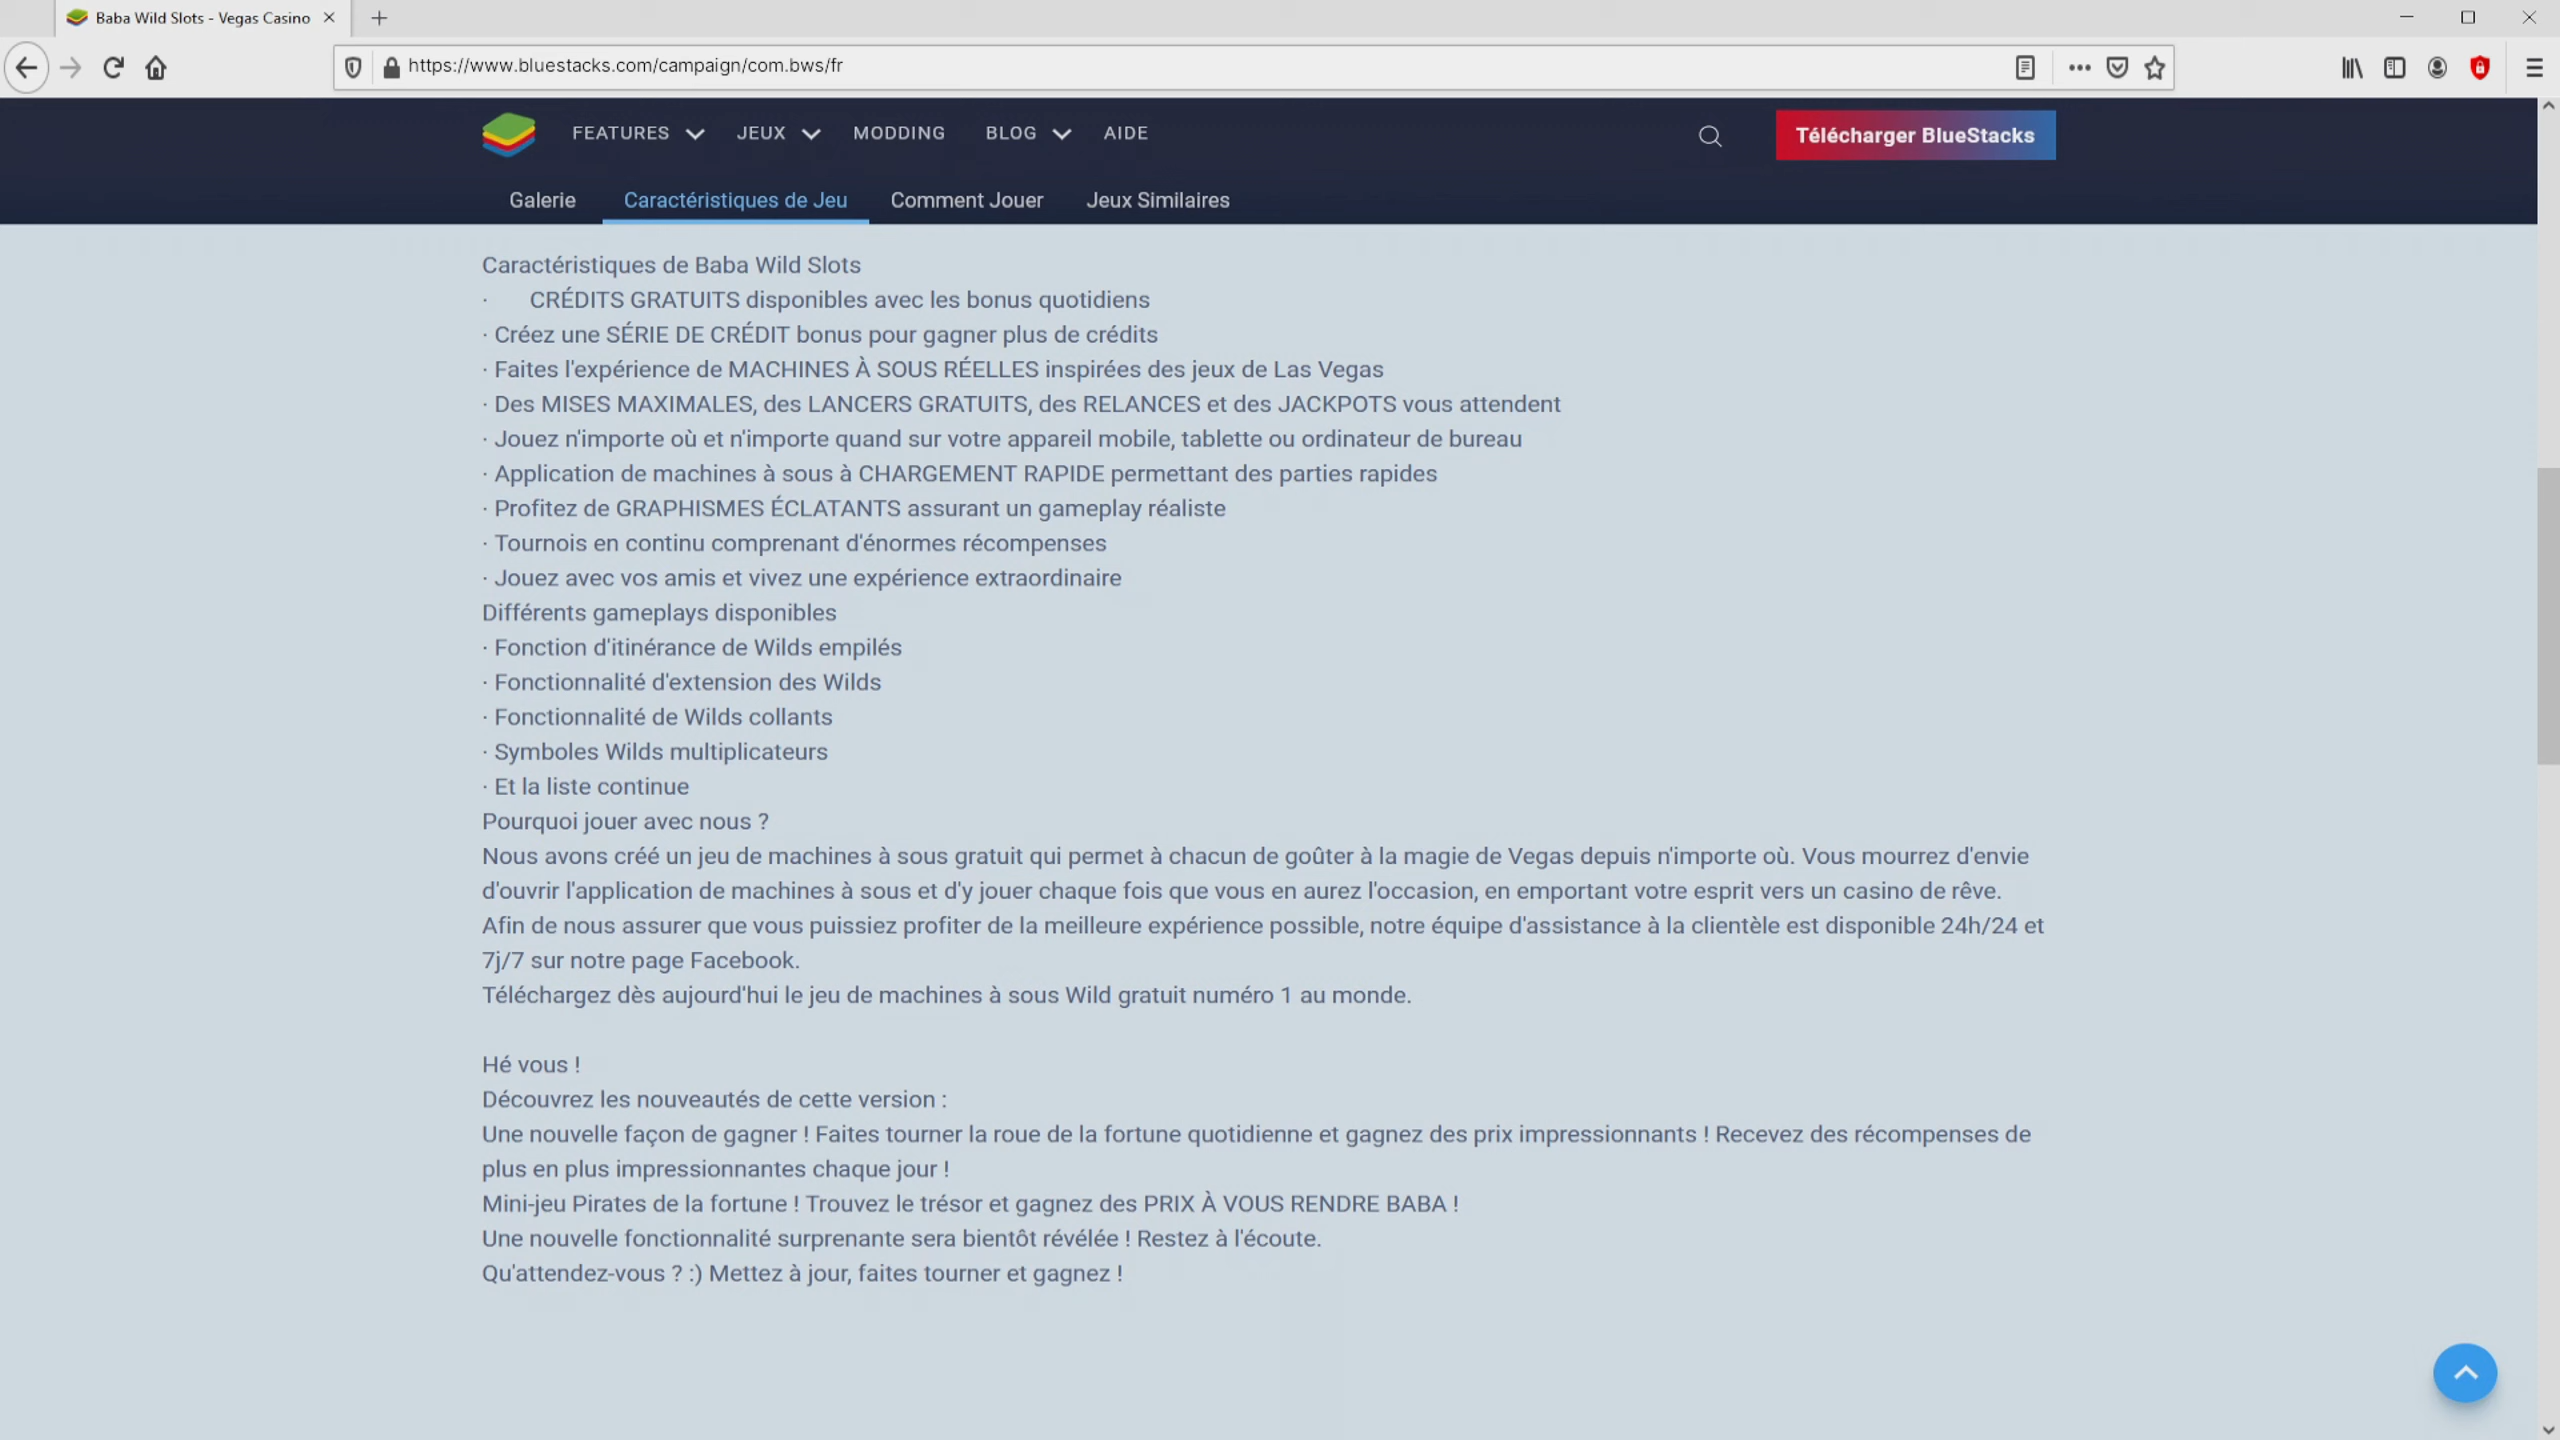 Baba Wild Slots - Vegas Casino
https://www.bluestacks.com/campaign/com.bws/fr
FEATURES JEUX MODDING BLOG AIDE Télécharger BlueStacks
Galerie Caractéristiques de Jeu Comment Jouer Jeux Similaires
Caractéristiques de Baba Wild Slots
· CRÉDITS GRATUITS disponibles avec les bonus quotidiens
· Créez une SÉRIE DE CRÉDIT bonus pour gagner plus de crédits
· Faites l'expérience de MACHINES À SOUS RÉELLES inspirées des jeux de Las Vegas
· Des MISES MAXIMALES, des LANCERS GRATUITS, des RELANCES et des JACKPOTS vous attendent
· Jouez n'importe où et n'importe quand sur votre appareil mobile, tablette ou ordinateur de bureau
· Application de machines à sous à CHARGEMENT RAPIDE permettant des parties rapides
· Profitez de GRAPHISMES ÉCLATANTS assurant un gameplay réaliste
· Tournois en continu comprenant d'énormes récompenses
· Jouez avec vos amis et vivez une expérience extraordinaire
Différents gameplays disponibles
· Fonction d'itinérance de Wilds empilés
· Fonctionnalité d'extension des Wilds
· Fonctionnalité de Wilds collants
· Symboles Wilds multiplicateurs
· Et la liste continue
Pourquoi jouer avec nous ?
Nous avons créé un jeu de machines à sous gratuit qui permet à chacun de goûter à la magie de Vegas depuis n'importe où. Vous mourrez d'envie
d'ouvrir l'application de machines à sous et d'y jouer chaque fois que vous en aurez l'occasion, en emportant votre esprit vers un casino de rêve.
Afin de nous assurer que vous puissiez profiter de la meilleure expérience possible, notre équipe d'assistance à la clientèle est disponible 24h/24 et
7j/7 sur notre page Facebook.
Téléchargez dès aujourd'hui le jeu de machines à sous Wild gratuit numéro 1 au monde.
Hé vous !
Découvrez les nouveautés de cette version :
Une nouvelle façon de gagner ! Faites tourner la roue de la fortune quotidienne et gagnez des prix impressionnants ! Recevez des récompenses de
plus en plus impressionnantes chaque jour !
Mini-jeu Pirates de la fortune ! Trouvez le trésor et gagnez des PRIX À VOUS RENDRE BABA !
Une nouvelle fonctionnalité surprenante sera bientôt révélée ! Restez à l'écoute.
Qu'attendez-vous ? :) Mettez à jour, faites tourner et gagnez !